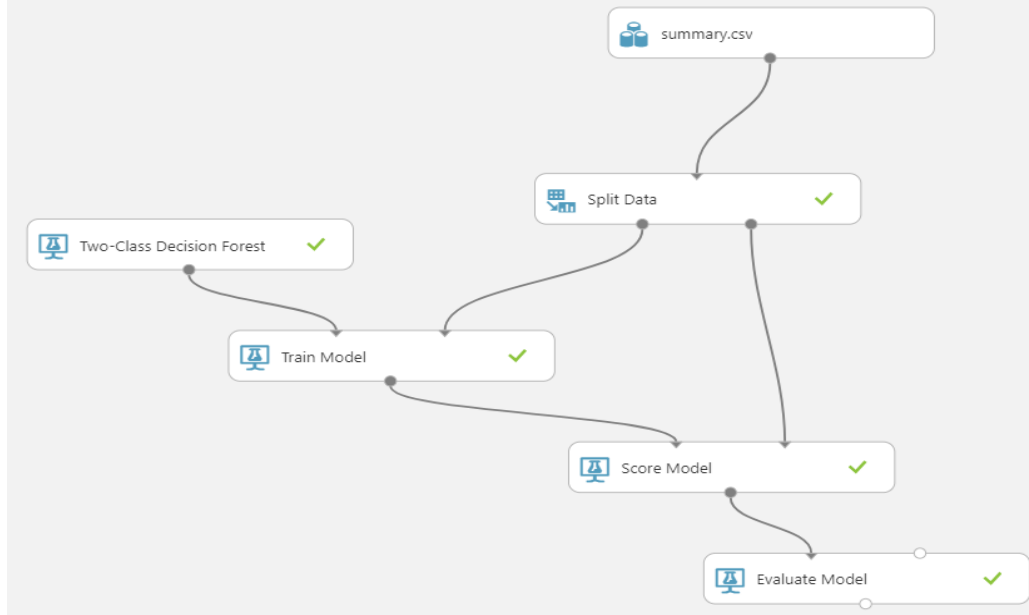 summary.csv
Split Data
Two-Class Decision Forest
Train Model
Score Model
Evaluate Model